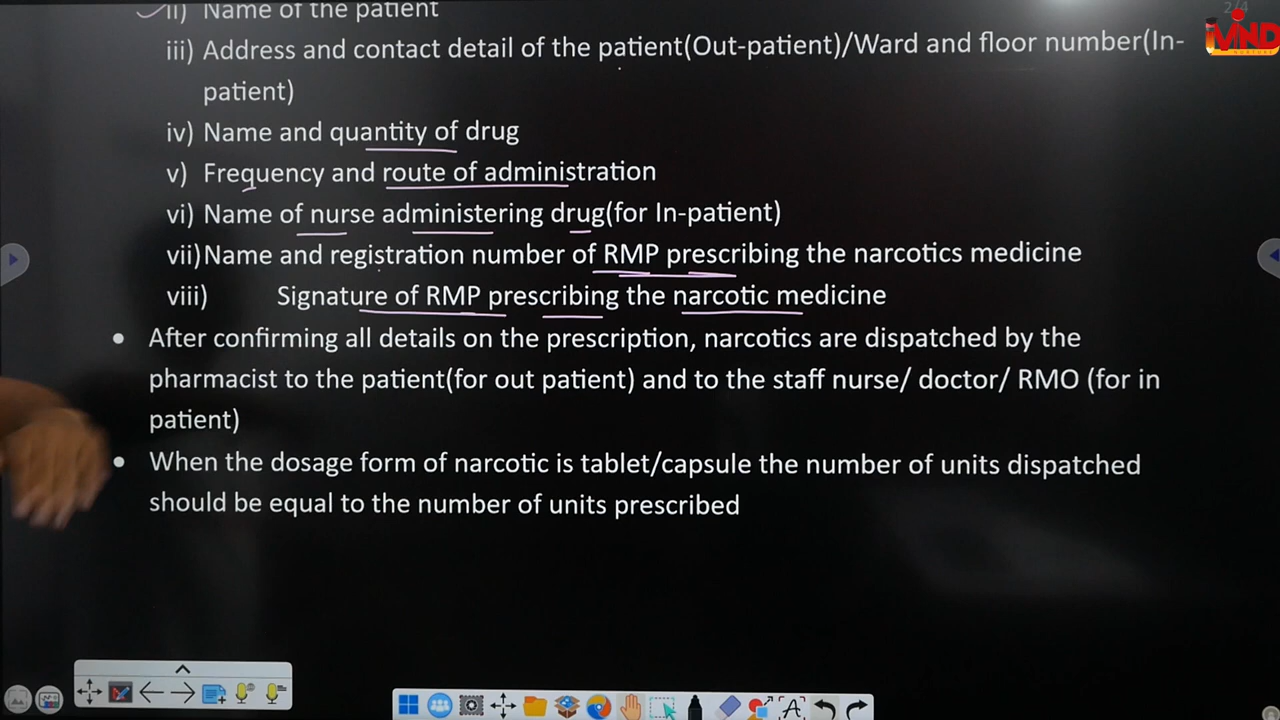 ii) Name of the patient
2/4
iii) Address and contact detail of the patient(Out-patient)/Ward and floor number(In-
patient)
iv) Name and quantity of drug
v) Frequency and route of administration
vi) Name of nurse administering drug(for In-patient)
vii)Name and registration number of RMP prescribing the narcotics medicine
viii) Signature of RMP prescribing the narcotic medicine
• After confirming all details on the prescription, narcotics are dispatched by the
pharmacist to the patient(for out patient) and to the staff nurse/ doctor/ RMO (for in
patient)
• When the dosage form of narcotic is tablet/capsule the number of units dispatched
should be equal to the number of units prescribed